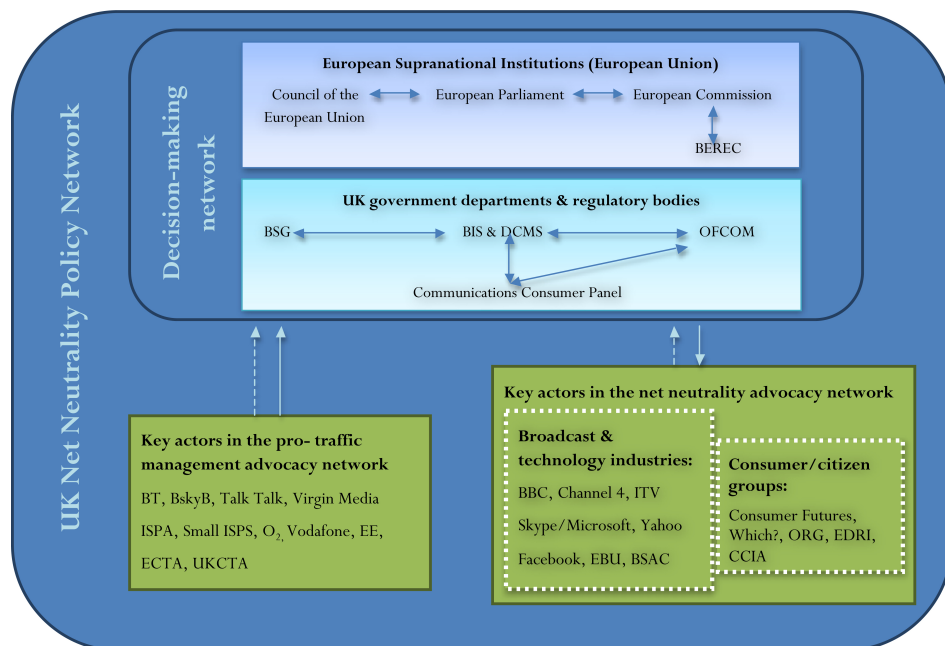 UK Net Neutrality Policy Network
Decision-making
network
European Supranational Institutions (European Union)
Council of the
European Union
European Parliament
European Commission
BEREC
UK government departments & regulatory bodies
BSG
BIS & DCMS
OFCOM
Communications Consumer Panel
Key actors in the pro- traffic
management advocacy network
BT, BskyB, Talk Talk, Virgin Media
ISPA, Small ISPS, O2, Vodafone, EE,
ECTA, UKCTA
Key actors in the net neutrality advocacy network
Broadcast &
technology industries:
BBC, Channel 4, ITV
Skype/Microsoft, Yahoo
Facebook, EBU, BSAC
Consumer/citizen
groups:
Consumer Futures,
Which?, ORG, EDRI,
CCIA